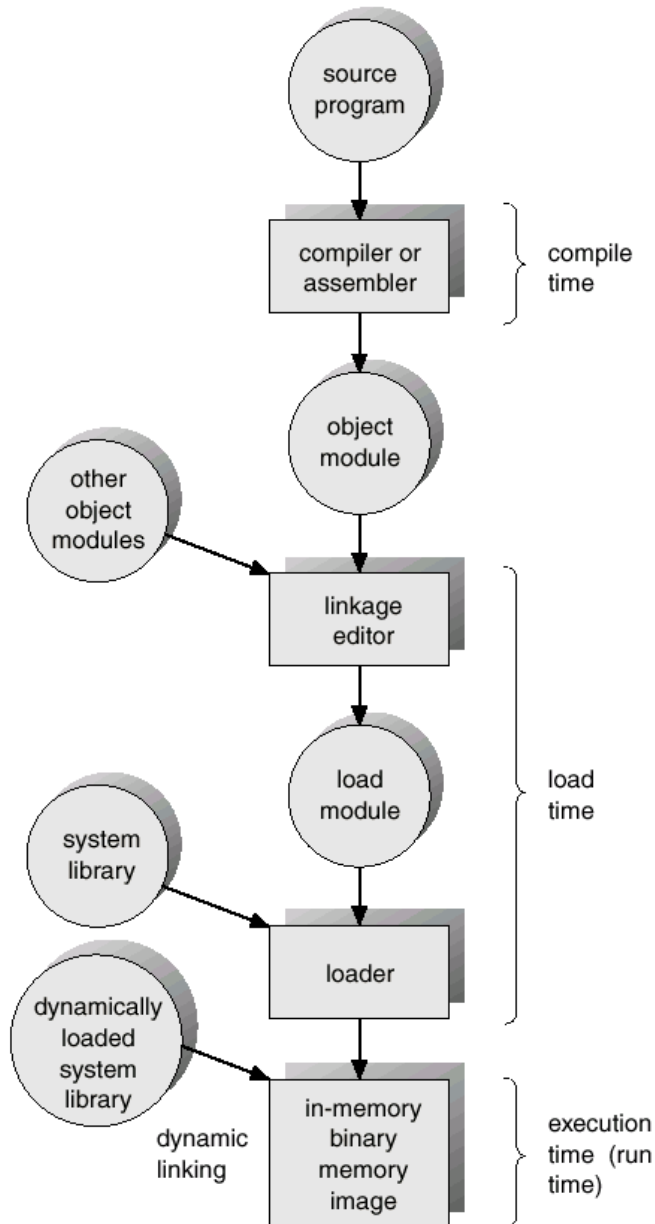 source
program
compiler or
assembler
compile
time
object
module
other
object
modules
linkage
editor
load
module
load
time
system
library
loader
dynamically
loaded
system
library
dynamic
linking
in-memory
binary
memory
image
execution
time (run
time)